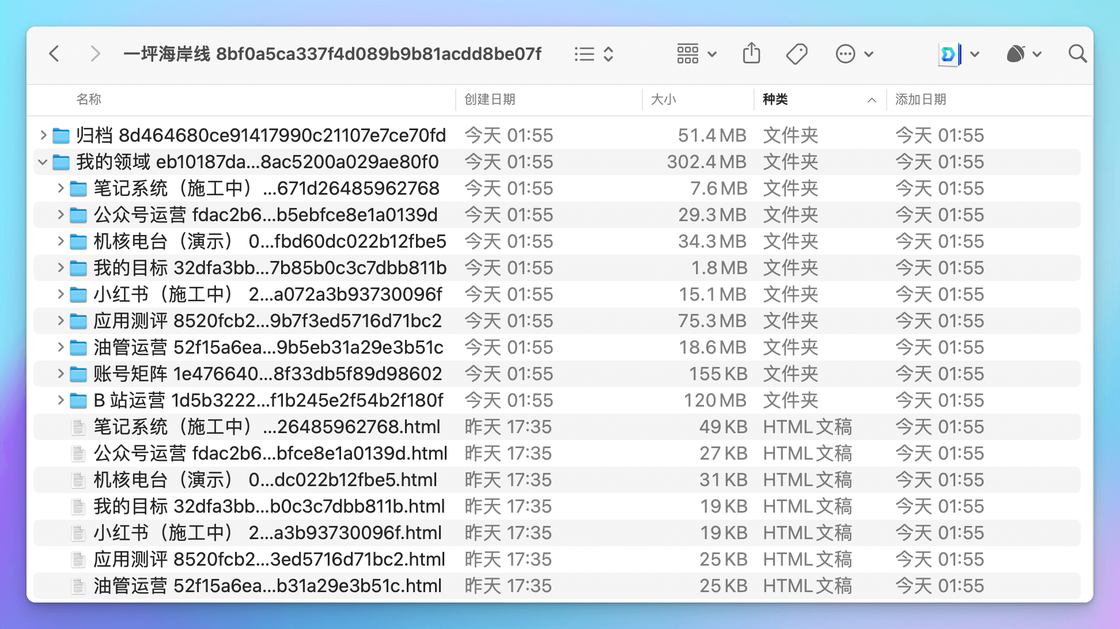 一坪海岸线 8bf0a5ca337f4d089b9b81acdd8be07f
名称 创建日期 大小 种类 添加日期
归档 8d464680ce91417990c21107e7ce70fd 今天 01:55 51.4 MB 文件夹 今天 01:55
我的领域 eb10187da...8ac5200a029ae80f0 今天 01:55 302.4 MB 文件夹 今天 01:55
笔记系统（施工中）...671d26485962768 今天 01:55 7.6 MB 文件夹 今天 01:55
公众号运营 fdac2b6...b5ebfce8e1a0139d 今天 01:55 29.3 MB 文件夹 今天 01:55
机核电台（演示） 0...fbd60dc022b12fbe5 今天 01:55 34.3 MB 文件夹 今天 01:55
我的目标 32dfa3bb...7b85b0c3c7dbb811b 今天 01:55 1.8 MB 文件夹 今天 01:55
小红书（施工中） 2...a072a3b93730096f 今天 01:55 15.1 MB 文件夹 今天 01:55
应用测评 8520fcb2...9b7f3ed5716d71bc2 今天 01:55 75.3 MB 文件夹 今天 01:55
油管运营 52f15a6ea...9b5eb31a29e3b51c 今天 01:55 18.6 MB 文件夹 今天 01:55
账号矩阵 1e476640...8f33db5f89d98602 今天 01:55 155 KB 文件夹 今天 01:55
B 站运营 1d5b3222...f1b245e2f54b2f180f 今天 01:55 120 MB 文件夹 今天 01:55
笔记系统（施工中）...26485962768.html 昨天 17:35 49 KB HTML文稿 今天 01:55
公众号运营 fdac2b6...bfce8e1a0139d.html 昨天 17:35 27 KB HTML文稿 今天 01:55
机核电台（演示） 0...dc022b12fbe5.html 昨天 17:35 31 KB HTML文稿 今天 01:55
我的目标 32dfa3bb...b0c3c7dbb811b.html 昨天 17:35 19 KB HTML文稿 今天 01:55
小红书（施工中） 2...a3b93730096f.html 昨天 17:35 19 KB HTML文稿 今天 01:55
应用测评 8520fcb2...3ed5716d71bc2.html 昨天 17:35 25 KB HTML文稿 今天 01:55
油管运营 52f15a6ea...b31a29e3b51c.html 昨天 17:35 25 KB HTML文稿 今天 01:55